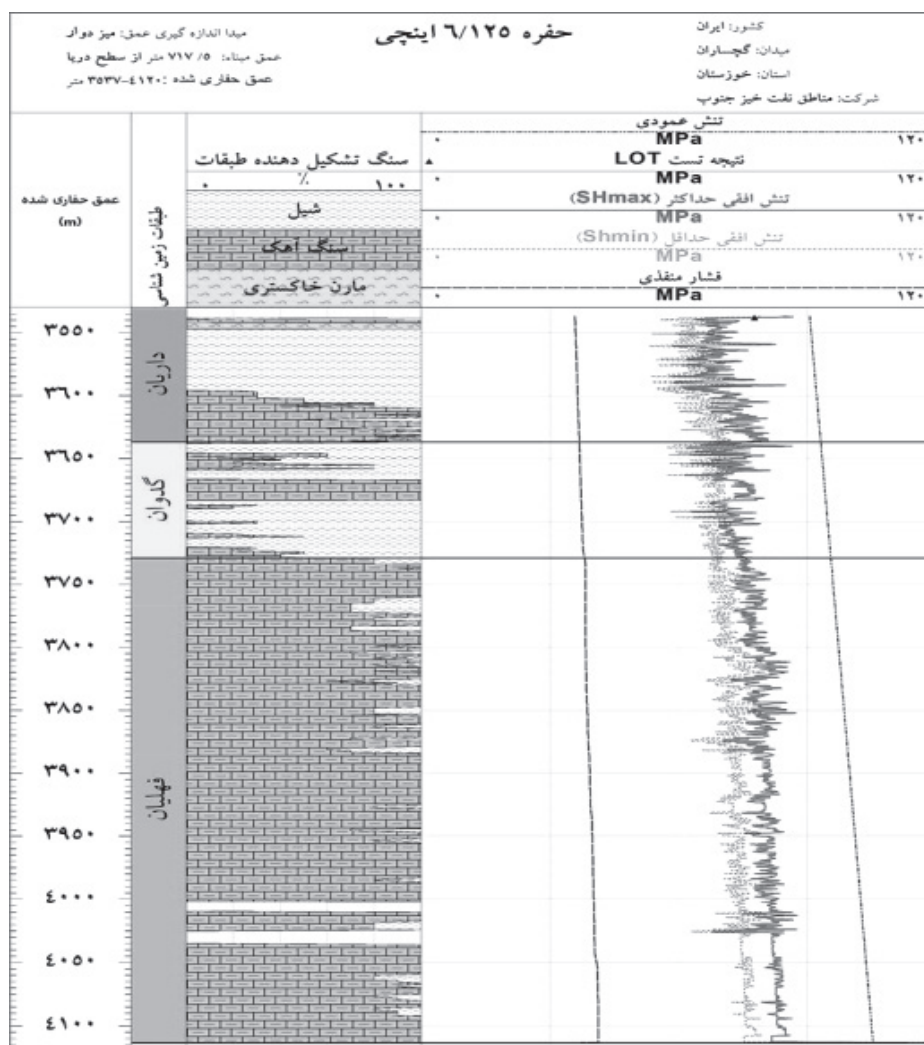 حفره ۶/۱۲۵ اینچی
کشور: ایران
میدان: گچساران
استان: خوزستان
شرکت: مناطق نفت خیز جنوب
مبدا اندازه گیری عمق: میز دوار
عمق مبناء: ۷۱۷/۵ متر از سطح دریا
عمق حفاری شده :۴۱۲۰-۳۵۳۷ متر
عمق حفاری شده
(m)
طبقات زمین شناسی
سنگ تشکیل دهنده طبقات
۰ ٪ ۱۰۰
شیل
سنگ آهک
مارن خاکستری
تنش عمودی
۰ MPa ۱۲۰
نتیجه تست LOT
۰ MPa ۱۲۰
تنش افقی حداکثر (SHmax)
۰ MPa ۱۲۰
تنش افقی حداقل (Shmin)
۰ MPa ۱۲۰
فشار منفذی
۰ MPa ۱۲۰
۳۵۵۰
۳۶۰۰
۳۶۵۰
۳۷۰۰
۳۷۵۰
۳۸۰۰
۳۸۵۰
۳۹۰۰
۳۹۵۰
۴۰۰۰
۴۰۵۰
۴۱۰۰
داریان
گدوان
فهلیان